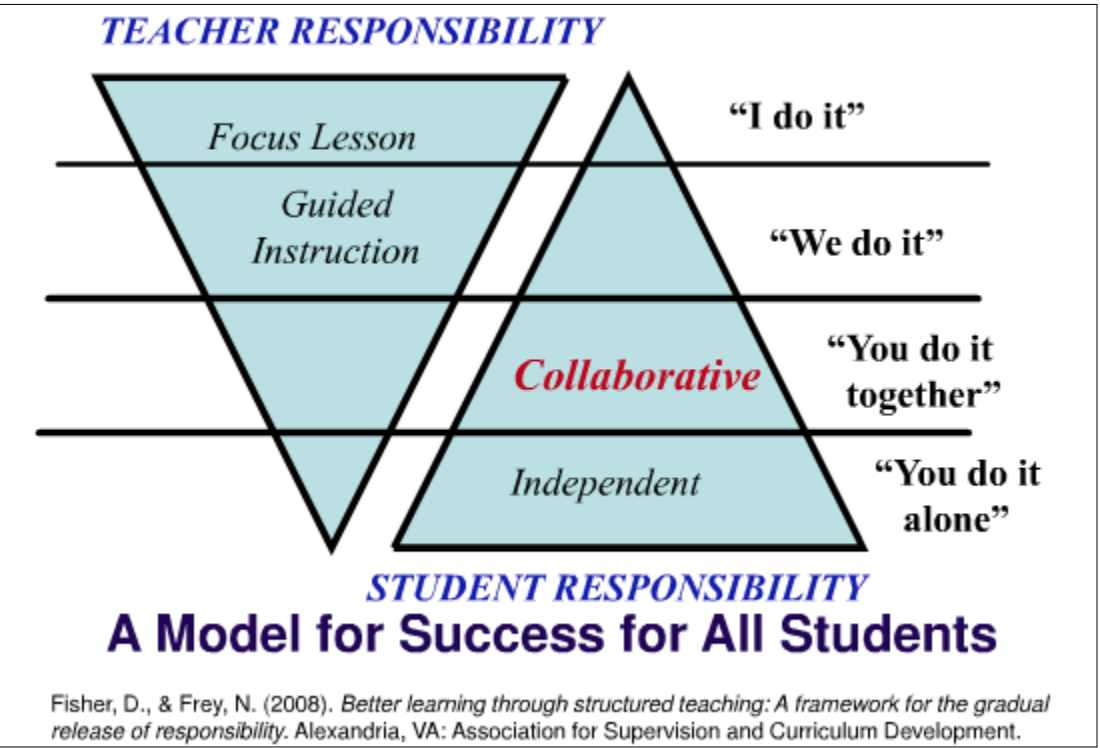 TEACHER RESPONSIBILITY
Focus Lesson
“I do it”
Guided
Instruction
“We do it”
Collaborative
“You do it
together”
Independent
“You do it
alone”
STUDENT RESPONSIBILITY
A Model for Success for All Students
Fisher, D., & Frey, N. (2008). Better learning through structured teaching: A framework for the gradual
release of responsibility. Alexandria, VA: Association for Supervision and Curriculum Development.